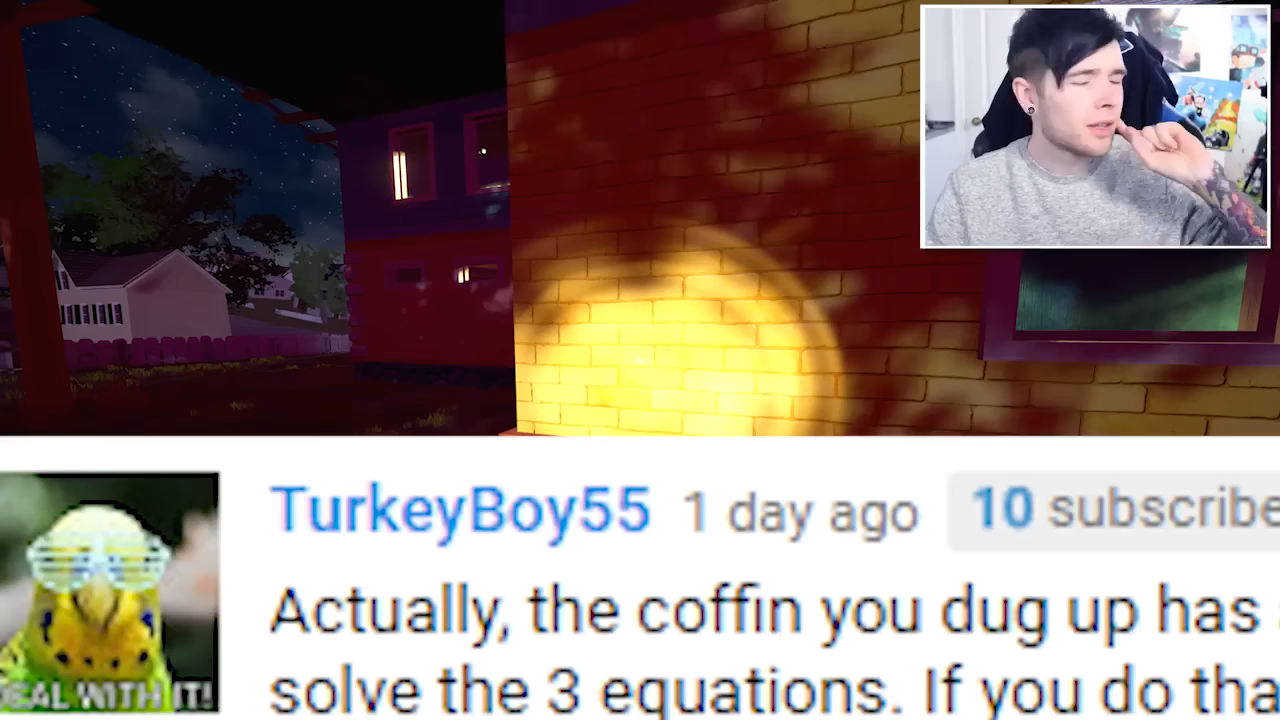 TurkeyBoy55 1 day ago 10 subscribe
Actually, the coffin you dug up has
solve the 3 equations. If you do tha
DEAL WITH IT!